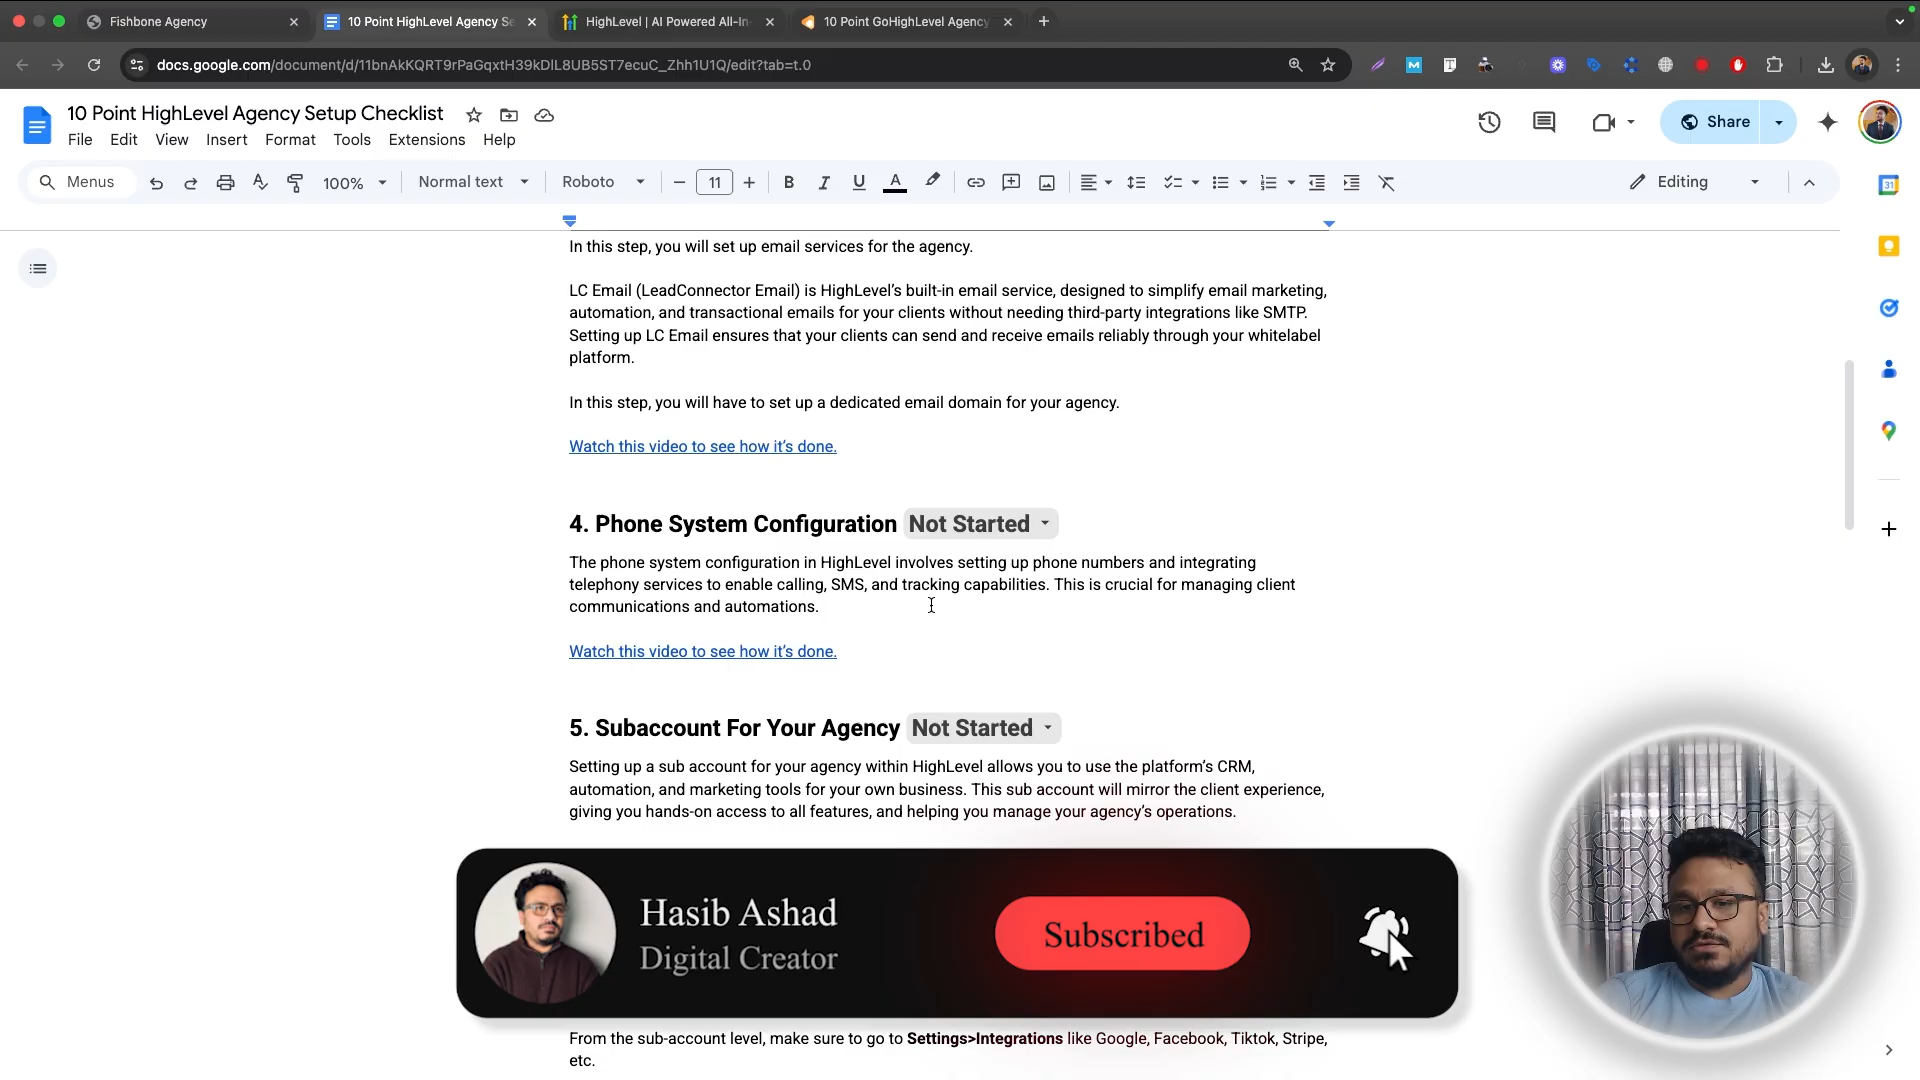 Fishbone Agency
10 Point HighLevel Agency Se
HighLevel | AI Powered All-In-
10 Point GoHighLevel Agency
docs.google.com/document/d/11bnAkKQRT9rPaGqxtH39kDlL8UB5ST7ecuC_Zhh1U1Q/edit?tab=t.0
10 Point HighLevel Agency Setup Checklist
File Edit View Insert Format Tools Extensions Help
Share
Menus
100%
Normal text
Roboto
11
Editing
In this step, you will set up email services for the agency.
LC Email (LeadConnector Email) is HighLevel’s built-in email service, designed to simplify email marketing,
automation, and transactional emails for your clients without needing third-party integrations like SMTP.
Setting up LC Email ensures that your clients can send and receive emails reliably through your whitelabel
platform.
In this step, you will have to set up a dedicated email domain for your agency.
Watch this video to see how it’s done.
4. Phone System Configuration Not Started
The phone system configuration in HighLevel involves setting up phone numbers and integrating
telephony services to enable calling, SMS, and tracking capabilities. This is crucial for managing client
communications and automations.
Watch this video to see how it’s done.
5. Subaccount For Your Agency Not Started
Setting up a sub account for your agency within HighLevel allows you to use the platform’s CRM,
automation, and marketing tools for your own business. This sub account will mirror the client experience,
giving you hands-on access to all features, and helping you manage your agency’s operations.
Hasib Ashad
Digital Creator
Subscribed
From the sub-account level, make sure to go to Settings>Integrations like Google, Facebook, Tiktok, Stripe,
etc.